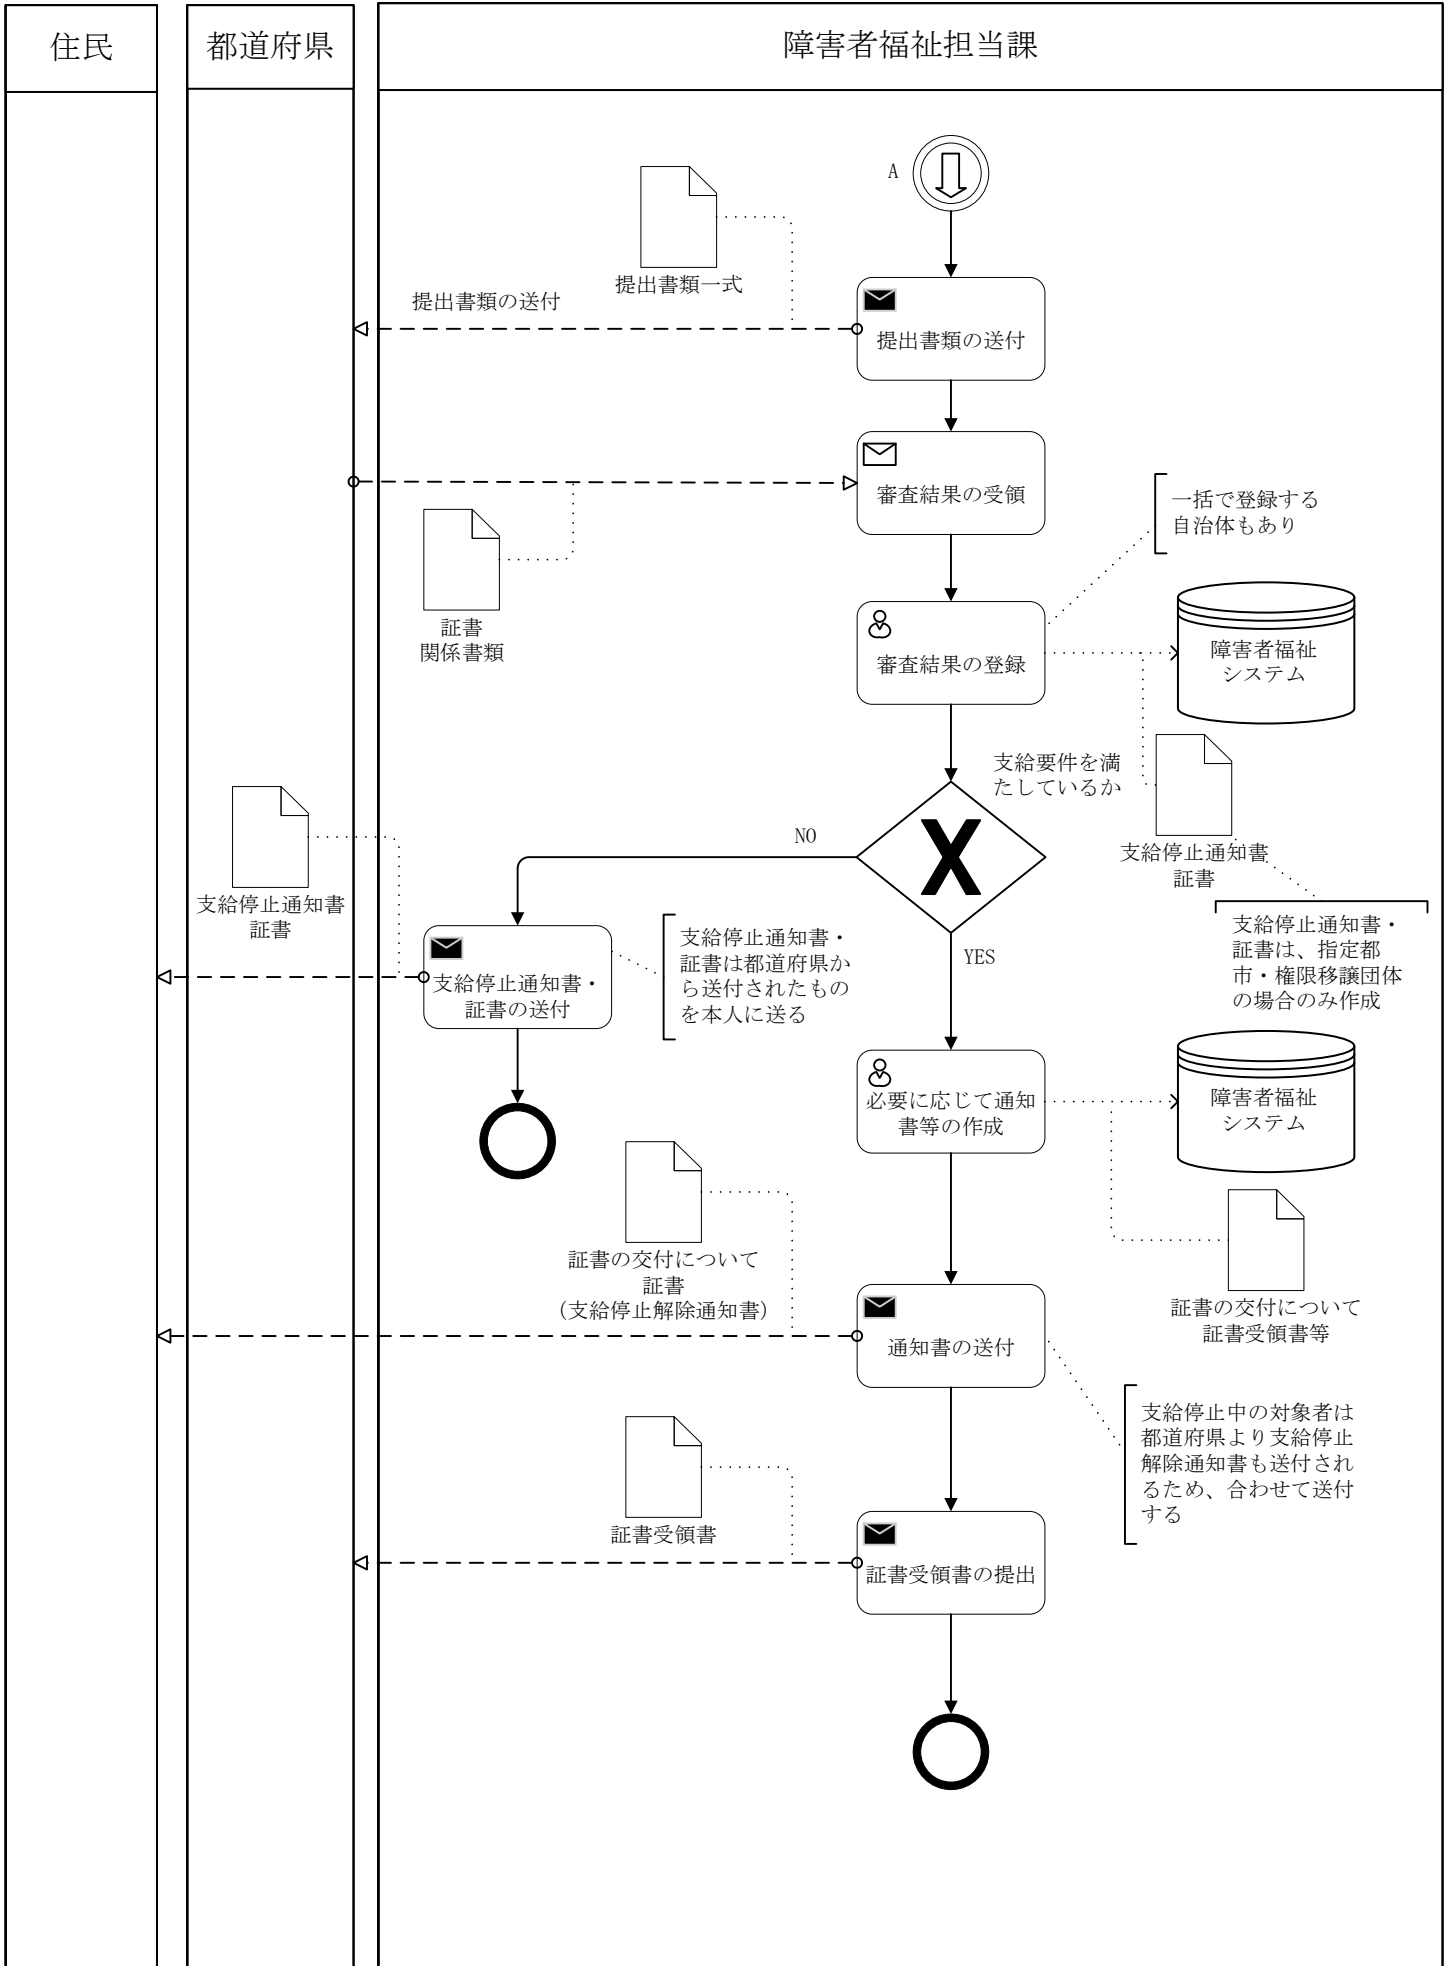 住民
都道府県
障害者福祉担当課
A
提出書類一式
提出書類の送付
提出書類の送付
審査結果の受領
一括で登録する
自治体もあり
証書
関係書類
審査結果の登録
障害者福祉
システム
支給要件を満
たしているか
支給停止通知書
証書
NO
支給停止通知書
証書
支給停止通知書・
証書は、指定都
市・権限移譲団体
の場合のみ作成
支給停止通知書・
証書の送付
支給停止通知書・
証書は都道府県か
ら送付されたもの
を本人に送る
YES
必要に応じて通知
書等の作成
障害者福祉
システム
証書の交付について
証書
（支給停止解除通知書）
証書の交付について
証書受領書等
通知書の送付
支給停止中の対象者は
都道府県より支給停止
解除通知書も送付され
るため、合わせて送付
する
証書受領書
証書受領書の提出